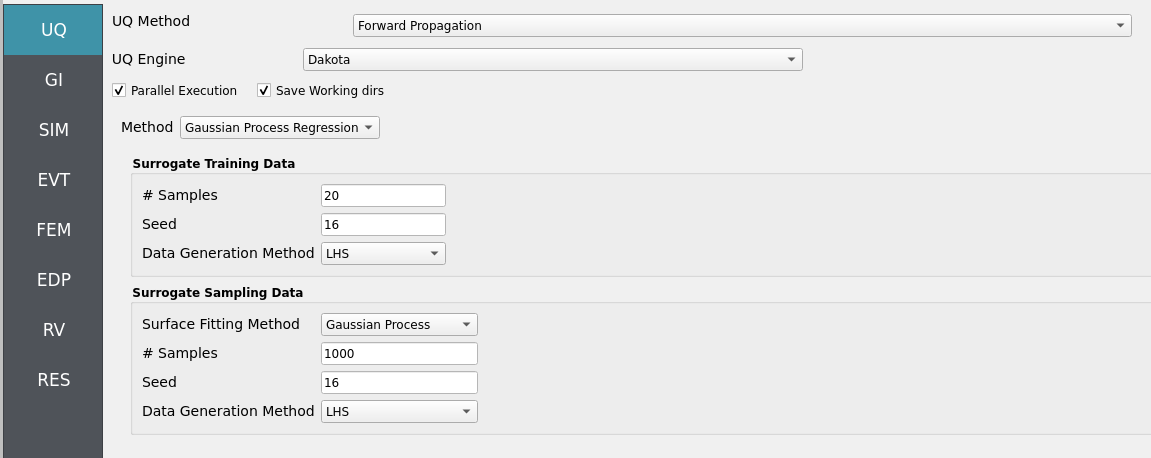 UQ
GI
SIM
EVT
FEM
EDP
RV
RES
UQ Method Forward Propagation
UQ Engine Dakota
Parallel Execution Save Working dirs
Method Gaussian Process Regression
Surrogate Training Data
# Samples 20
Seed 16
Data Generation Method LHS
Surrogate Sampling Data
Surface Fitting Method Gaussian Process
# Samples 1000
Seed 16
Data Generation Method LHS